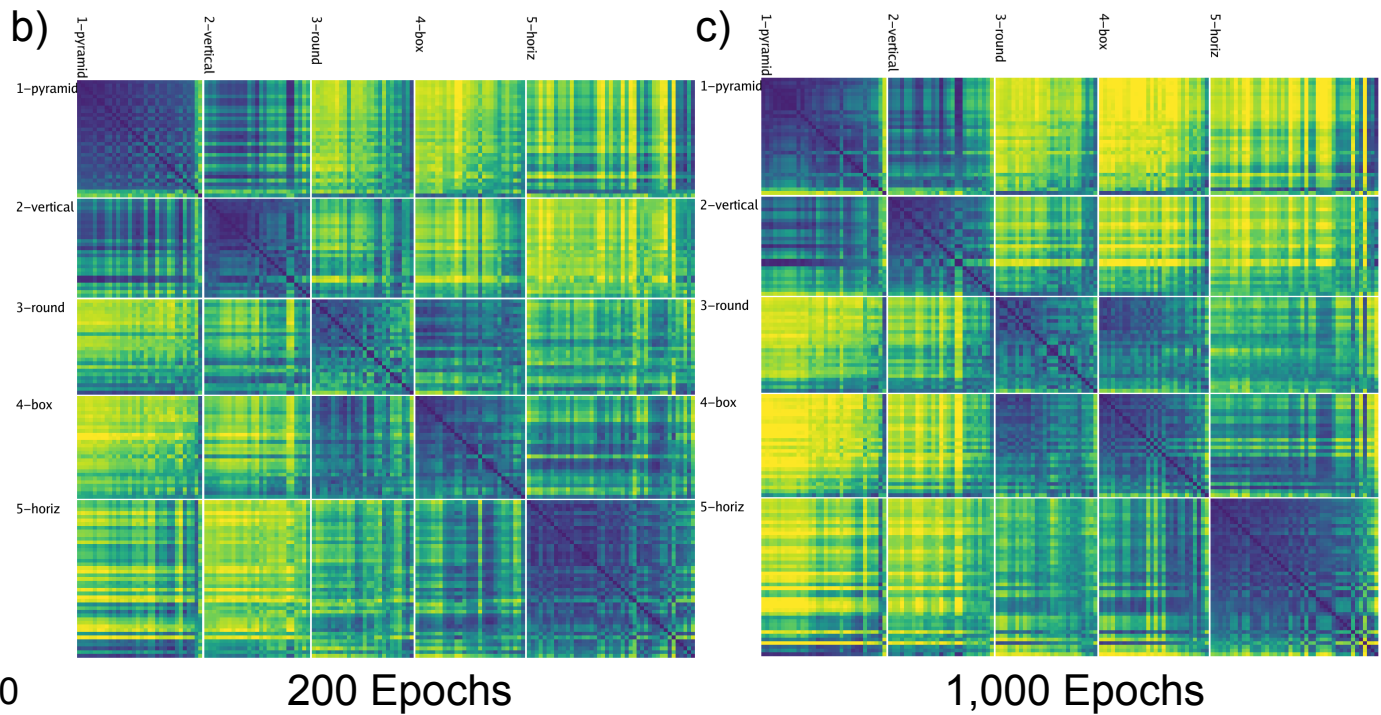 b)
1-pyramid
2-vertical
3-round
4-box
5-horiz
1-pyramid
2-vertical
3-round
4-box
5-horiz
0
200 Epochs
c)
1-pyramid
2-vertical
3-round
4-box
5-horiz
1-pyramid
2-vertical
3-round
4-box
5-horiz
1,000 Epochs